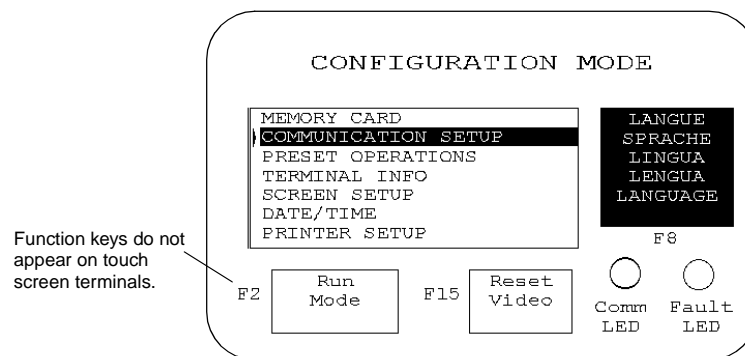 CONFIGURATION MODE
MEMORY CARD
COMMUNICATION SETUP
PRESET OPERATIONS
TERMINAL INFO
SCREEN SETUP
DATE/TIME
PRINTER SETUP
LANGUE
SPRACHE
LINGUA
LENGUA
LANGUAGE
F8
Function keys do not
appear on touch
screen terminals.
F2
Run
Mode
F15
Reset
Video
Comm
LED
Fault
LED